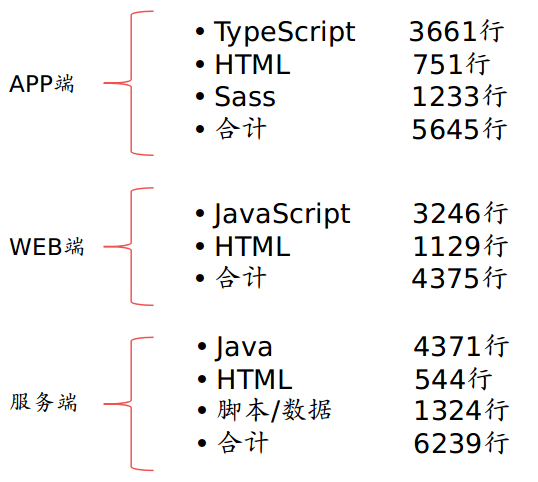 APP端
• TypeScript 3661行
• HTML 751行
• Sass 1233行
• 合计 5645行
WEB端
• JavaScript 3246行
• HTML 1129行
• 合计 4375行
服务端
• Java 4371行
• HTML 544行
• 脚本/数据 1324行
• 合计 6239行